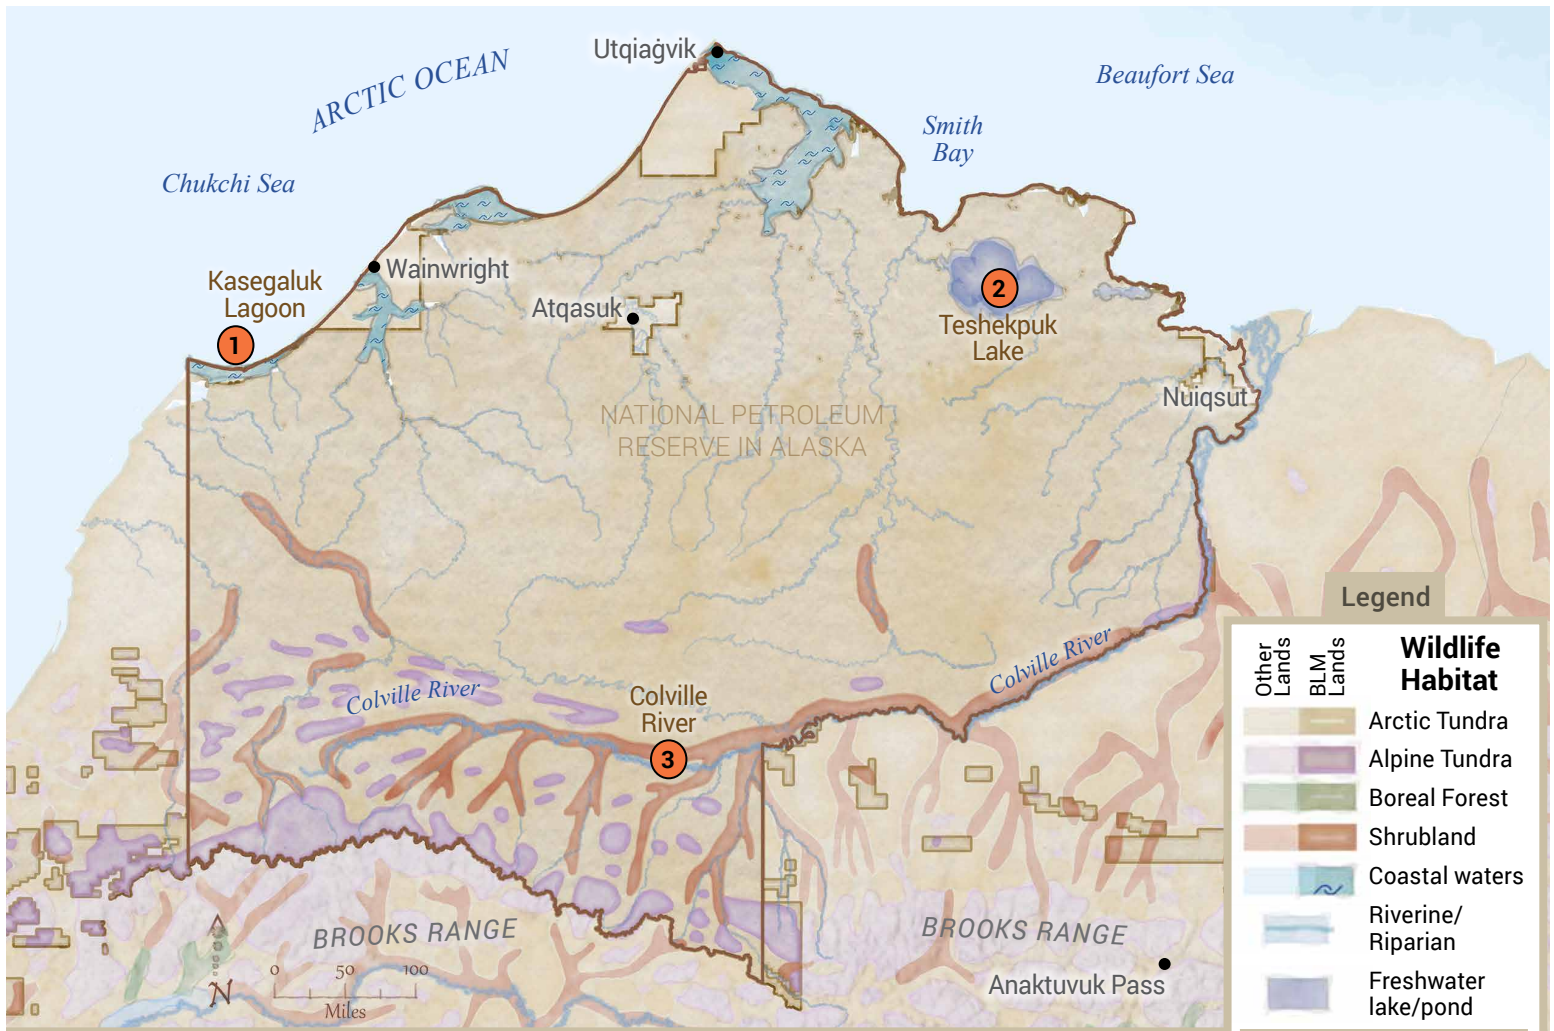 Utqiaġvik
ARCTIC OCEAN
Beaufort Sea
Smith
Bay
Chukchi Sea
Wainwright
Kasegaluk
Lagoon
1
Atqasuk
2
Teshekpuk
Lake
Nuiqsut
NATIONAL PETROLEUM
RESERVE IN ALASKA
Colville River
Colville River
Colville
River
3
BROOKS RANGE
BROOKS RANGE
Anaktuvuk Pass
N
0 50 100
Miles
Legend
Other
Lands
BLM
Lands
Wildlife
Habitat
Arctic Tundra
Alpine Tundra
Boreal Forest
Shrubland
Coastal waters
Riverine/
Riparian
Freshwater
lake/pond